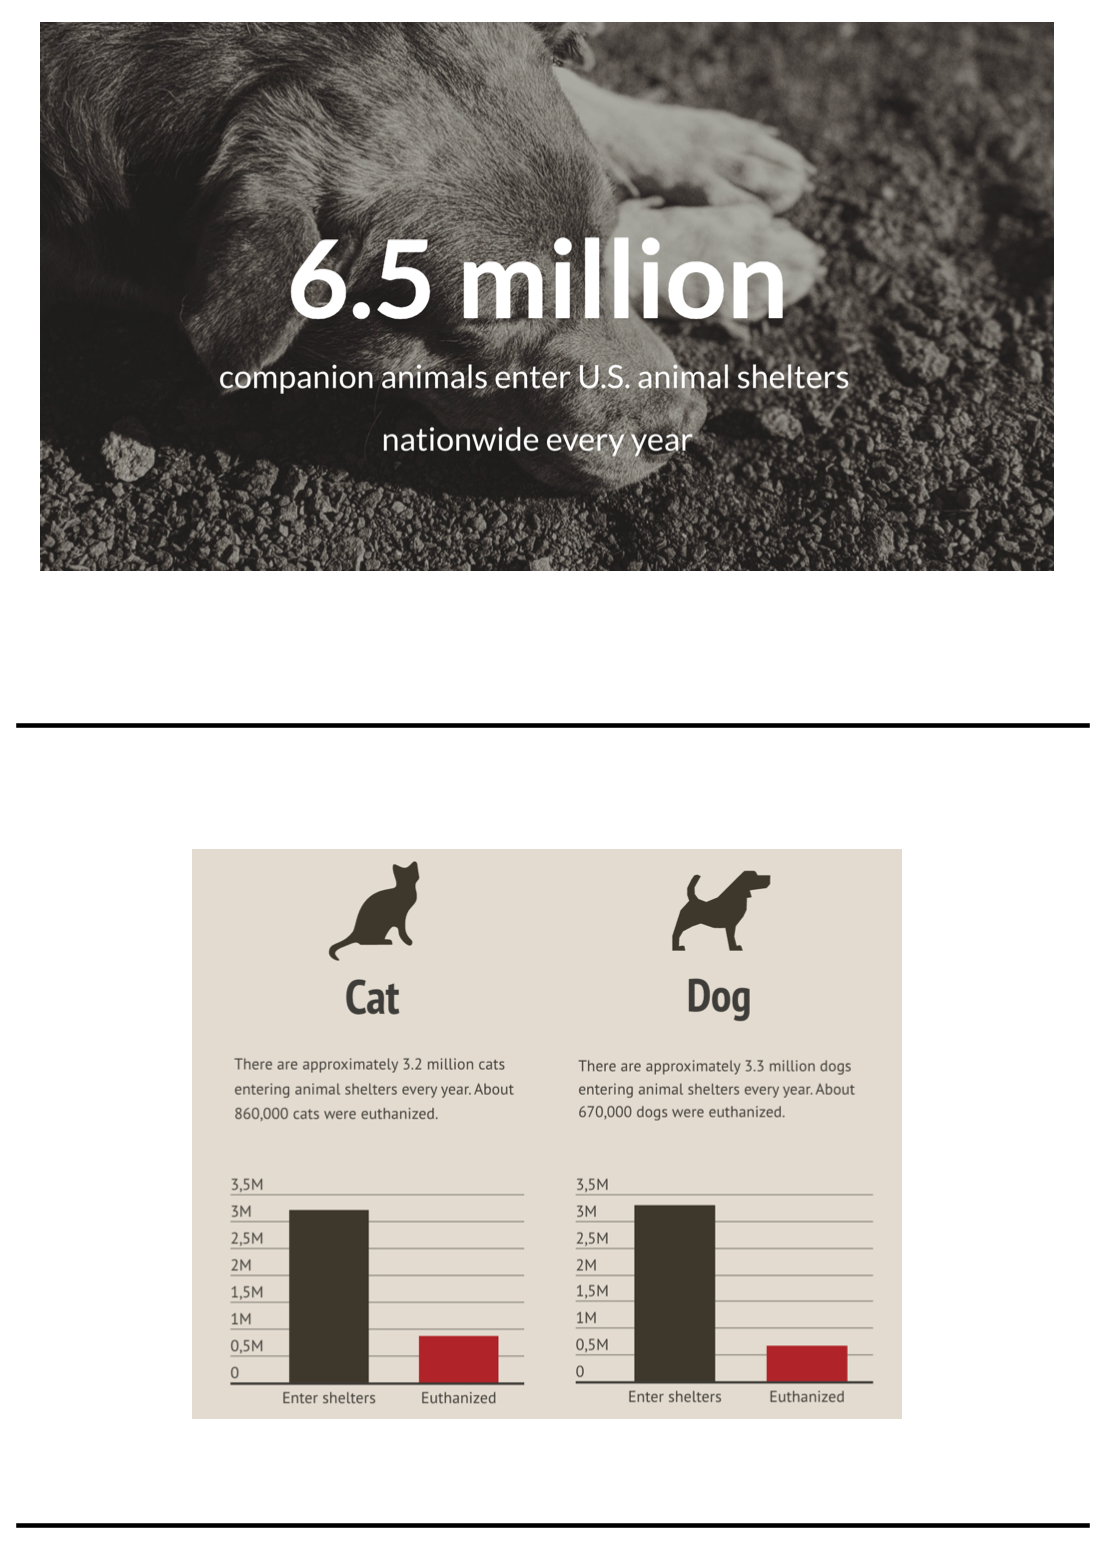 6.5 million
companion animals enter U.S. animal shelters
nationwide every year
Cat
There are approximately 3.2 million cats
entering animal shelters every year. About
860,000 cats were euthanized.
3,5M
3M
2,5M
2M
1,5M
1M
0,5M
0
Enter shelters Euthanized
Dog
There are approximately 3.3 million dogs
entering animal shelters every year. About
670,000 dogs were euthanized.
3,5M
3M
2,5M
2M
1,5M
1M
0,5M
0
Enter shelters Euthanized